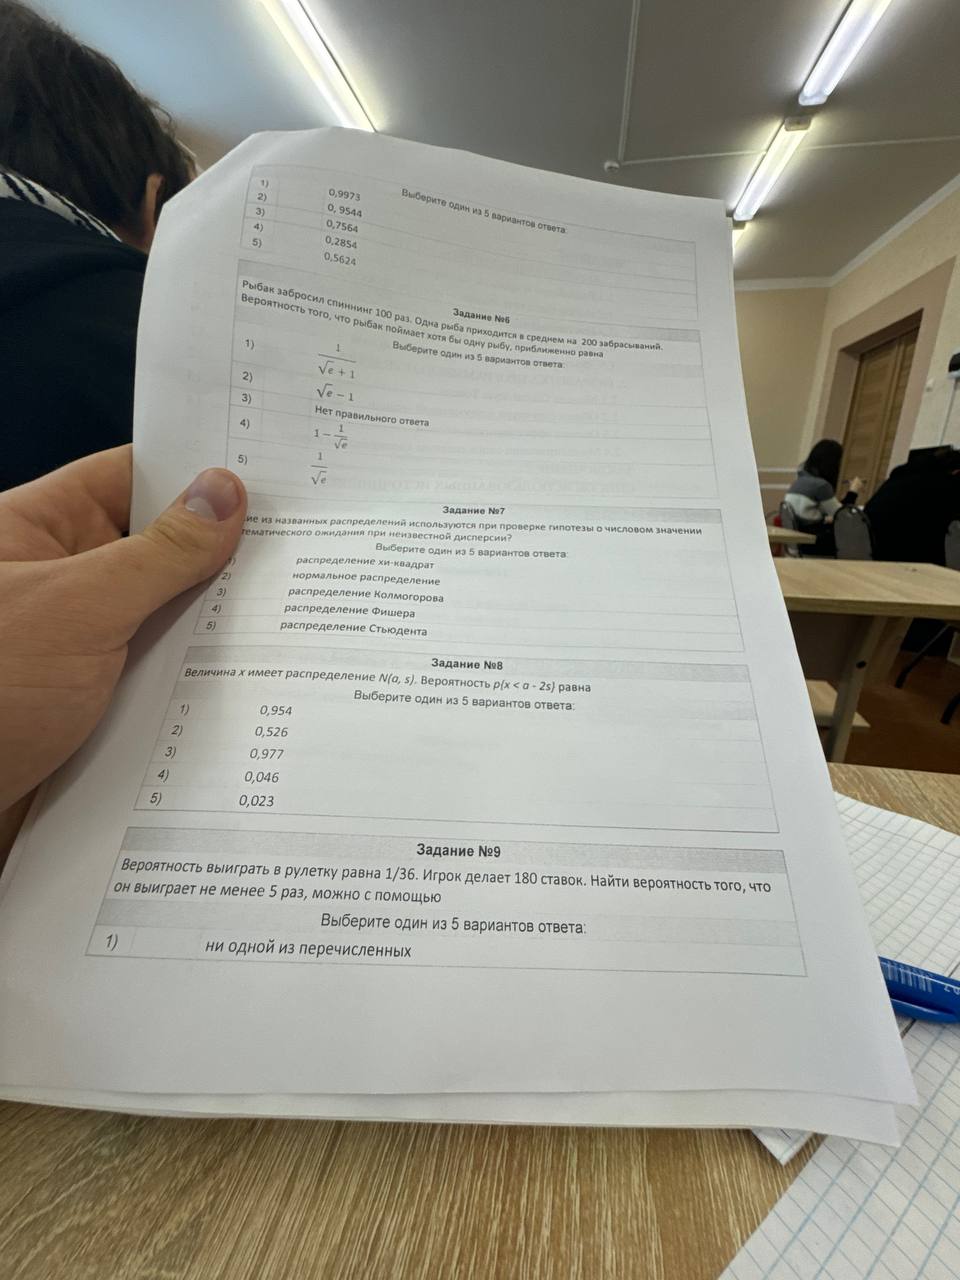 Выберите один из 5 вариантов ответа:
1) 0,9973
2) 0, 9544
3) 0,7564
4) 0,2854
5) 0,5624
Задание №6
Рыбак забросил спиннинг 100 раз. Одна рыба приходится в среднем на 200 забрасываний.
Вероятность того, что рыбак поймает хотя бы одну рыбу, приближенно равна
Выберите один из 5 вариантов ответа:
1) 1/(√e + 1)
2) √e − 1
3) Нет правильного ответа
4) 1 − 1/√e
5) 1/√e
Задание №7
из названных распределений используются при проверке гипотезы о числовом значении
ожидания при неизвестной дисперсии?
Выберите один из 5 вариантов ответа:
1) распределение хи-квадрат
2) нормальное распределение
3) распределение Колмогорова
4) распределение Фишера
5) распределение Стьюдента
Задание №8
Величина x имеет распределение N(a, s). Вероятность p{x < a - 2s} равна
Выберите один из 5 вариантов ответа:
1) 0,954
2) 0,526
3) 0,977
4) 0,046
5) 0,023
Задание №9
Вероятность выиграть в рулетку равна 1/36. Игрок делает 180 ставок. Найти вероятность того, что
он выиграет не менее 5 раз, можно с помощью
Выберите один из 5 вариантов ответа:
1) ни одной из перечисленных